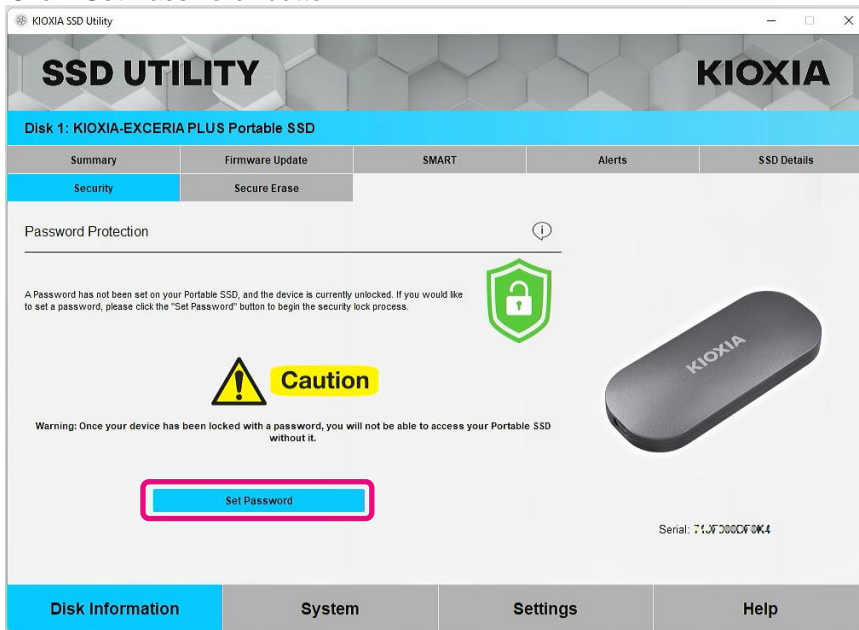 KIOXIA SSD Utility
SSD UTILITY
KIOXIA
Disk 1: KIOXIA-EXCERIA PLUS Portable SSD
Summary Firmware Update SMART Alerts SSD Details
Security Secure Erase
Password Protection
A Password has not been set on your Portable SSD, and the device is currently unlocked. If you would like
to set a password, please click the "Set Password" button to begin the security lock process.
Caution
Warning: Once your device has been locked with a password, you will not be able to access your Portable SSD
without it.
Set Password
KIOXIA
Serial:
Disk Information System Settings Help